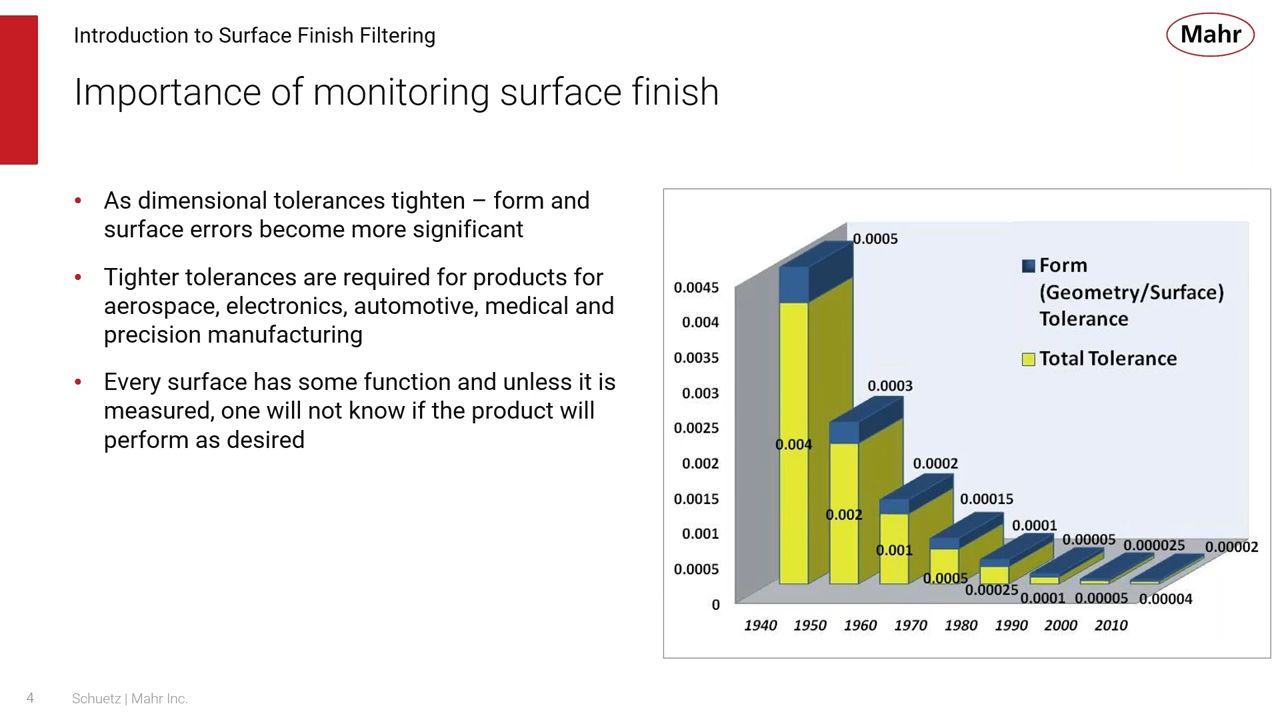 Introduction to Surface Finish Filtering
Mahr
Importance of monitoring surface finish
• As dimensional tolerances tighten – form and
surface errors become more significant
• Tighter tolerances are required for products for
aerospace, electronics, automotive, medical and
precision manufacturing
• Every surface has some function and unless it is
measured, one will not know if the product will
perform as desired
0.0045
0.004
0.0035
0.003
0.0025
0.002
0.0015
0.001
0.0005
0
0.0005
0.0003
0.0002
0.00015
0.0001
0.00005
0.000025
0.00002
0.004
0.002
0.001
0.0005
0.00025
0.0001
0.00005
0.00004
Form
(Geometry/Surface)
Tolerance
Total Tolerance
1940 1950 1960 1970 1980 1990 2000 2010
4 Schuetz | Mahr Inc.